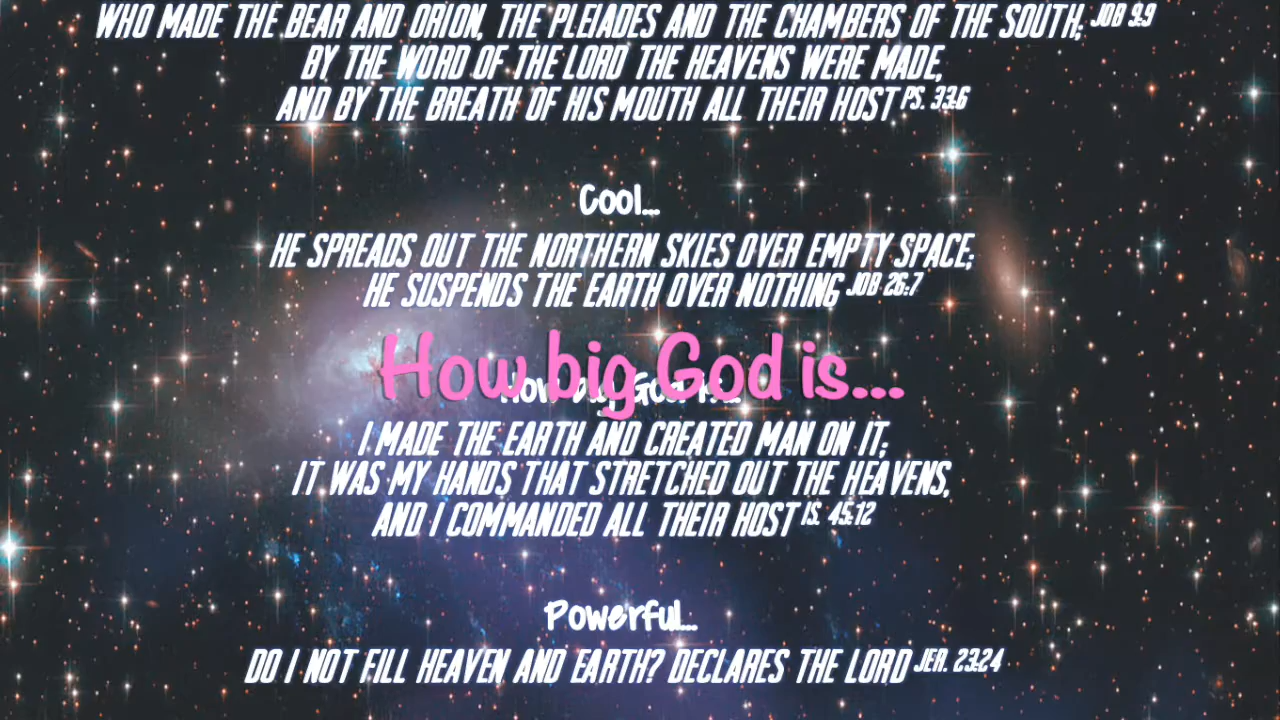 WHO MADE THE BEAR AND ORION, THE PLEIADES AND THE CHAMBERS OF THE SOUTH; JOB 9:9
BY THE WORD OF THE LORD THE HEAVENS WERE MADE,
AND BY THE BREATH OF HIS MOUTH ALL THEIR HOST PS. 33:6
Cool...
HE SPREADS OUT THE NORTHERN SKIES OVER EMPTY SPACE;
HE SUSPENDS THE EARTH OVER NOTHING JOB 26:7
How big God is...
How big God is...
I MADE THE EARTH AND CREATED MAN ON IT;
IT WAS MY HANDS THAT STRETCHED OUT THE HEAVENS,
AND I COMMANDED ALL THEIR HOST IS. 45:12
Powerful...
DO I NOT FILL HEAVEN AND EARTH? DECLARES THE LORD JER. 23:24